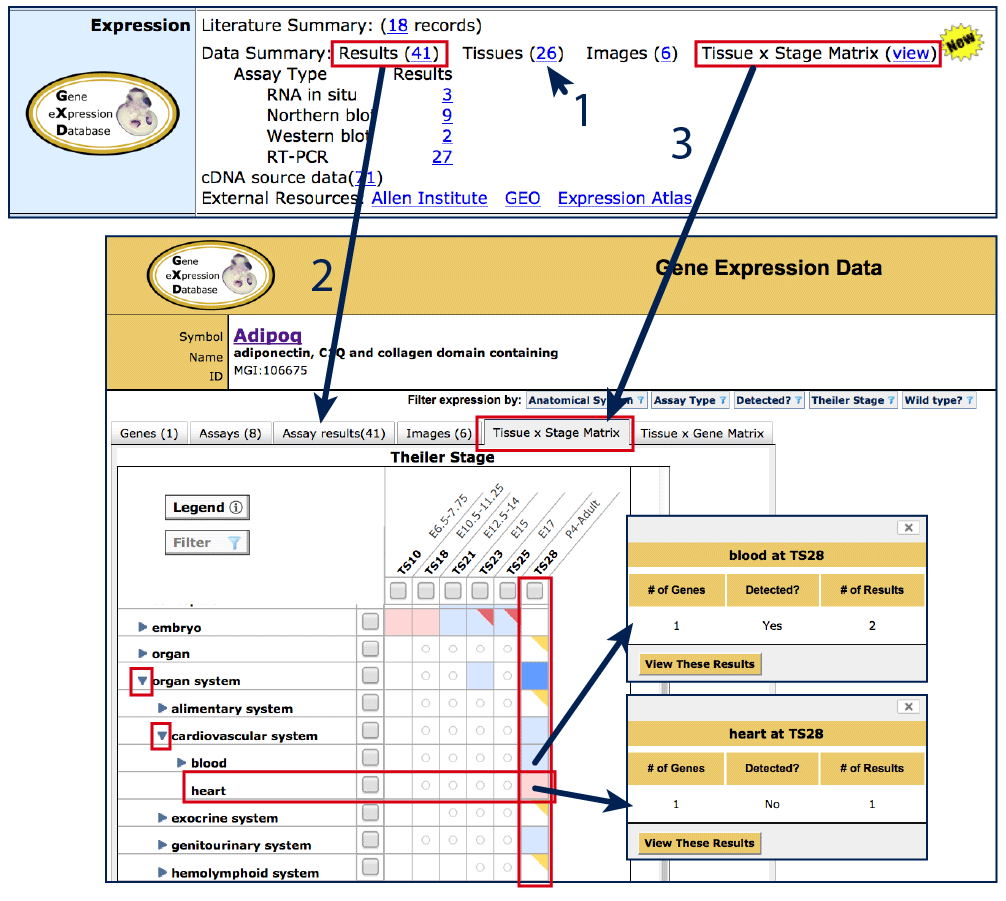 Expression
Literature Summary: (18 records)
Data Summary: Results (41) Tissues (26) Images (6) Tissue x Stage Matrix (view)
New
Assay Type Results
RNA in situ 3
Northern blot 9
Western blot 2
RT-PCR 27
cDNA source data(71)
External Resources: Allen Institute GEO Expression Atlas
Gene
eXpression
Database
1
2
3
Gene
eXpression
Database
Gene Expression Data
Symbol Adipoq
Name adiponectin, C1Q and collagen domain containing
ID MGI:106675
Filter expression by: Anatomical System Assay Type Detected? Theiler Stage Wild type?
Genes (1) Assays (8) Assay results(41) Images (6) Tissue x Stage Matrix Tissue x Gene Matrix
Theiler Stage
Legend
Filter
E6.5-7.75 E10.5-11.25 E12.5-14 E15 E17 P4-Adult
TS10 TS18 TS21 TS23 TS25 TS28
embryo
organ
organ system
alimentary system
cardiovascular system
blood
heart
exocrine system
genitourinary system
hemolymphoid system
blood at TS28
# of Genes Detected? # of Results
1 Yes 2
View These Results
heart at TS28
# of Genes Detected? # of Results
1 No 1
View These Results